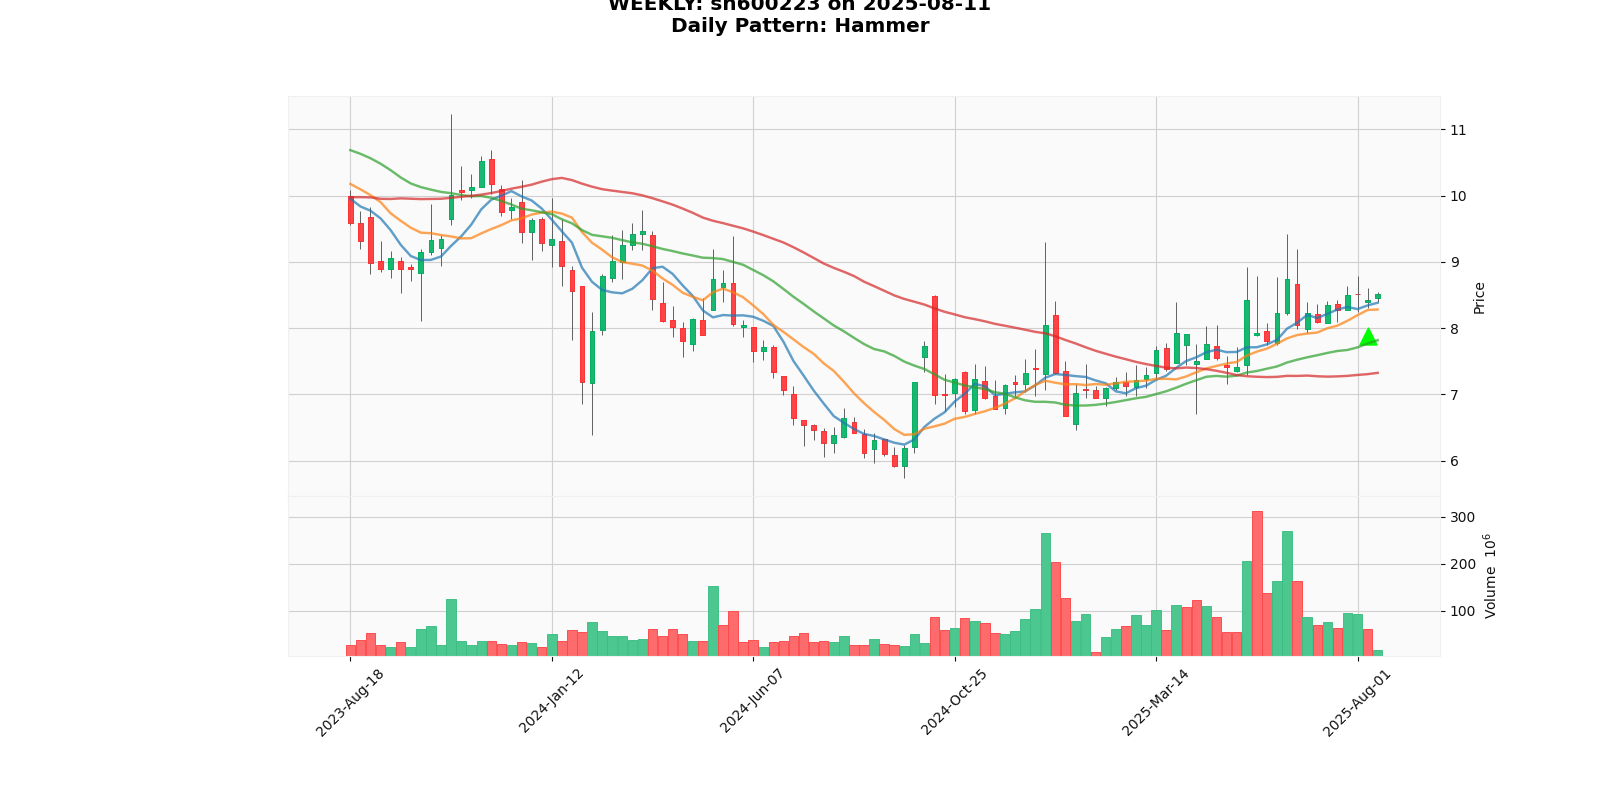 WEEKLY: sh600223 on 2025-08-11
Daily Pattern: Hammer
11
10
9
8
7
6
Price
300
200
100
Volume 10^6
2023-Aug-18
2024-Jan-12
2024-Jun-07
2024-Oct-25
2025-Mar-14
2025-Aug-01